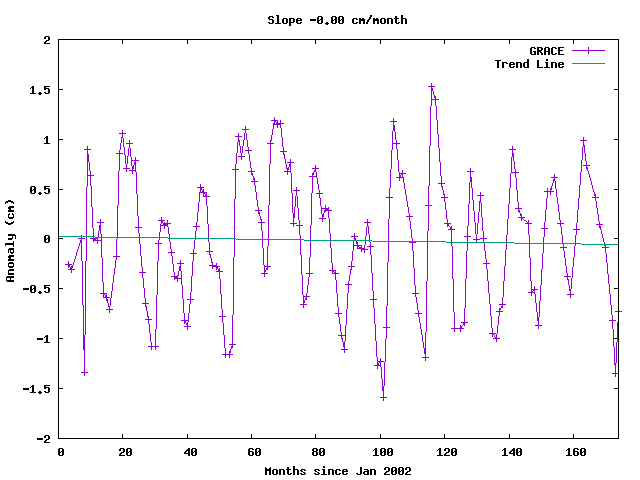 Slope -0.00 cm/month
GRACE
Trend Line
2
1.5
1
0.5
0
-0.5
-1
-1.5
-2
Anomaly (cm)
0 20 40 60 80 100 120 140 160
Months since Jan 2002